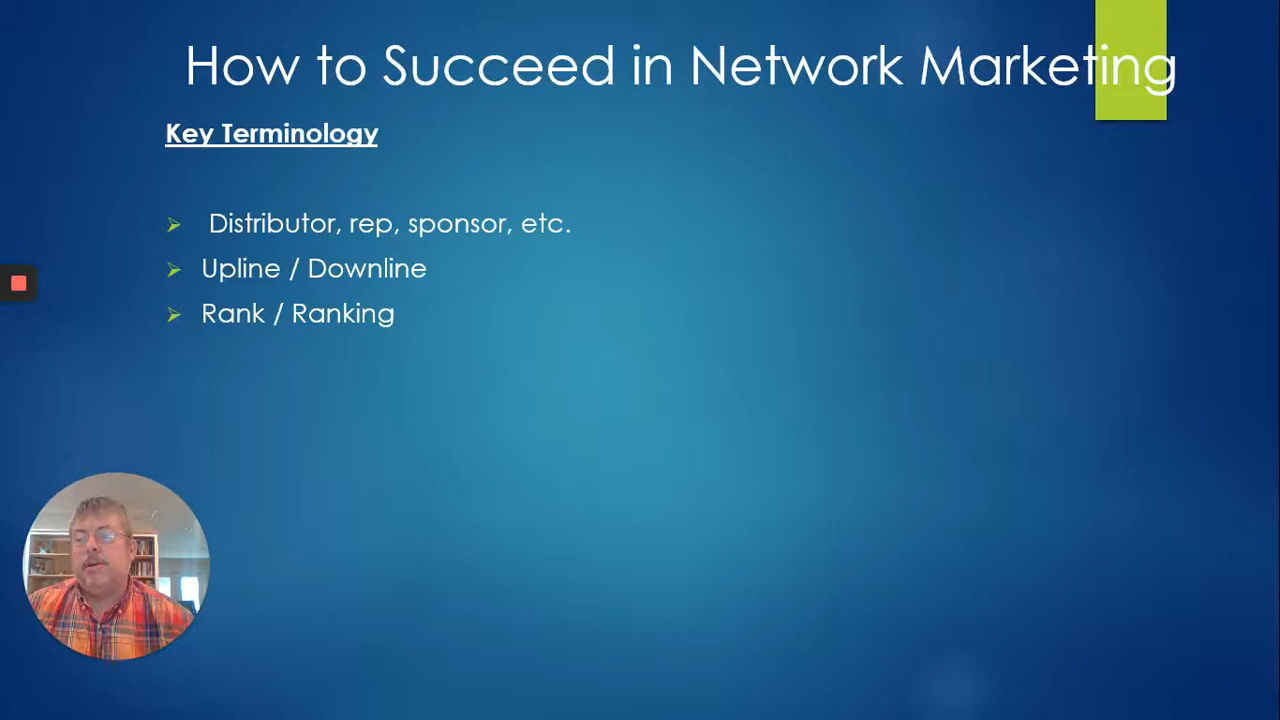 How to Succeed in Network Marketing
Key Terminology
Distributor, rep, sponsor, etc.
Upline / Downline
Rank / Ranking